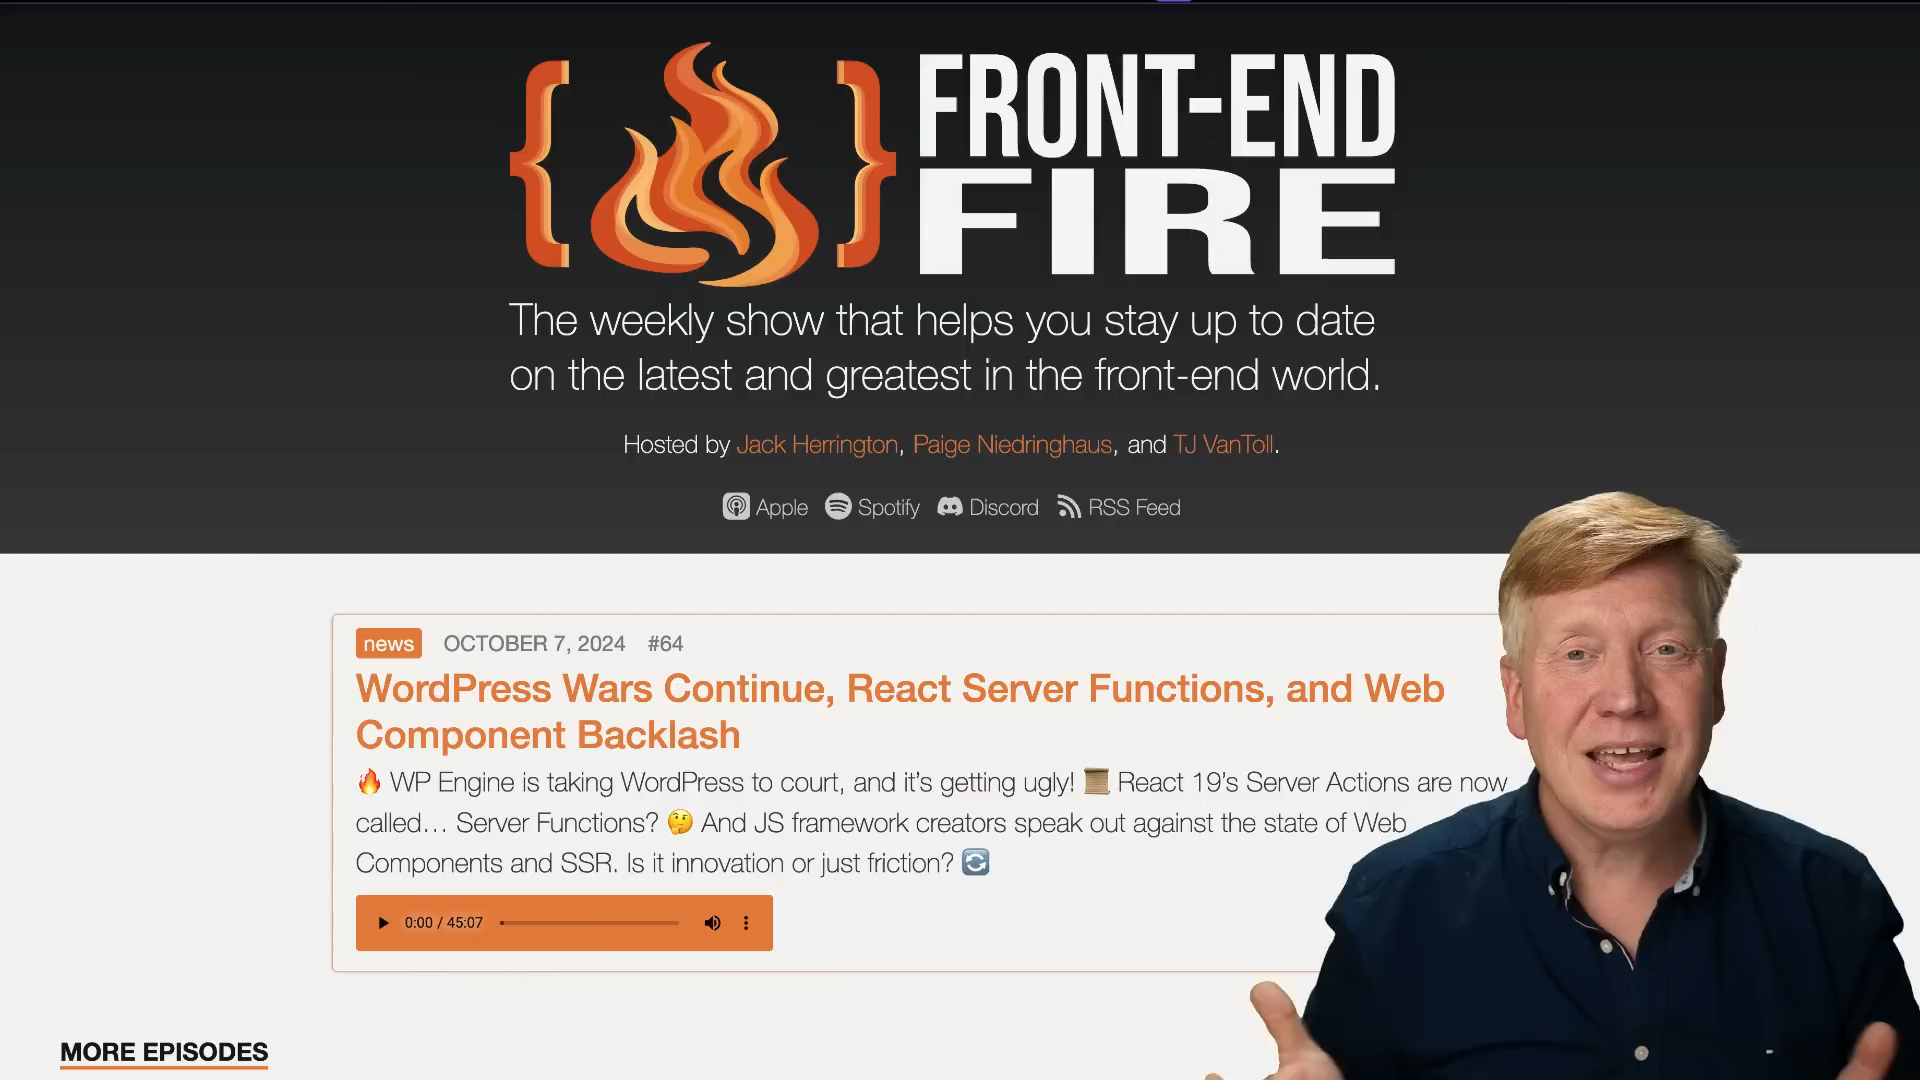 FRONT-END
FIRE
The weekly show that helps you stay up to date
on the latest and greatest in the front-end world.
Hosted by Jack Herrington, Paige Niedringhaus, and TJ VanToll.
Apple Spotify Discord RSS Feed
news OCTOBER 7, 2024 #64
WordPress Wars Continue, React Server Functions, and Web
Component Backlash
🔥 WP Engine is taking WordPress to court, and it’s getting ugly! 📜 React 19’s Server Actions are now
called… Server Functions? 🤔 And JS framework creators speak out against the state of Web
Components and SSR. Is it innovation or just friction? 🔄
0:00 / 45:07
MORE EPISODES